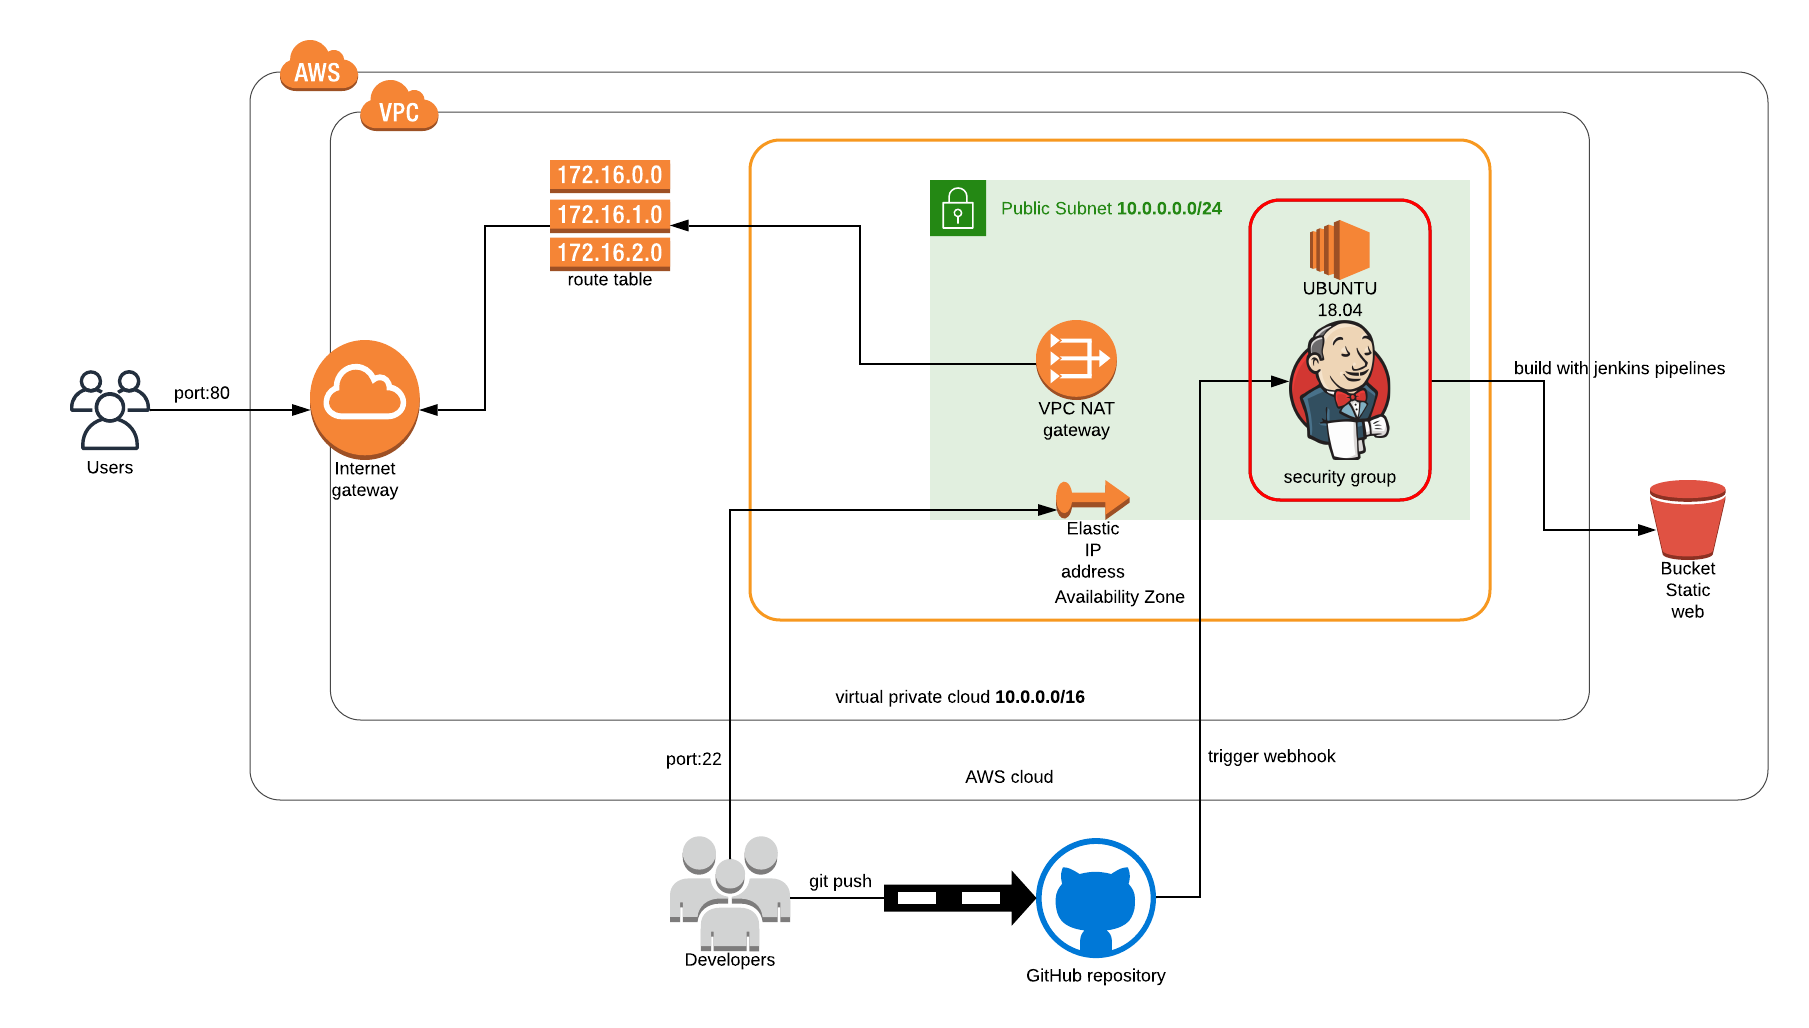 AWS
VPC
172.16.0.0
172.16.1.0
172.16.2.0
route table
Public Subnet 10.0.0.0.0/24
UBUNTU
18.04
security group
VPC NAT
gateway
Elastic
IP
address
Availability Zone
port:80
Users
Internet
gateway
build with jenkins pipelines
Bucket
Static
web
virtual private cloud 10.0.0.0/16
port:22
trigger webhook
AWS cloud
git push
Developers
GitHub repository